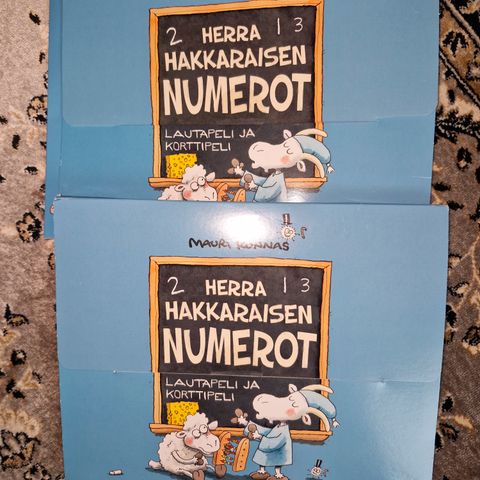 2 HERRA 1 3
HAKKARAISEN
NUMEROT
LAUTAPELI JA
KORTTIPELI
MAURI KUNNAS
2 HERRA 1 3
HAKKARAISEN
NUMEROT
LAUTAPELI JA
KORTTIPELI